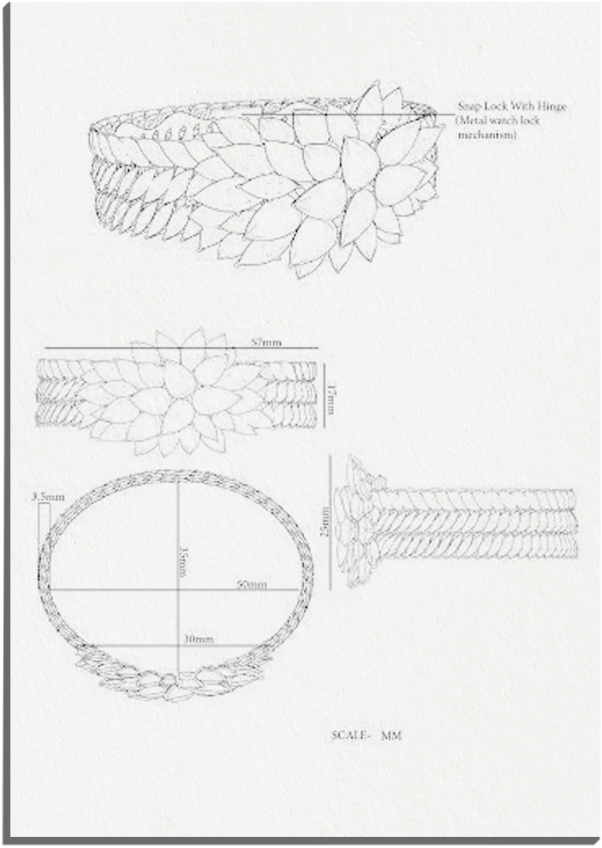 Snap Lock With Hinge
(Metal watch lock
mechanism)
57mm
17mm
3.5mm
25mm
35mm
50mm
30mm
SCALE- MM